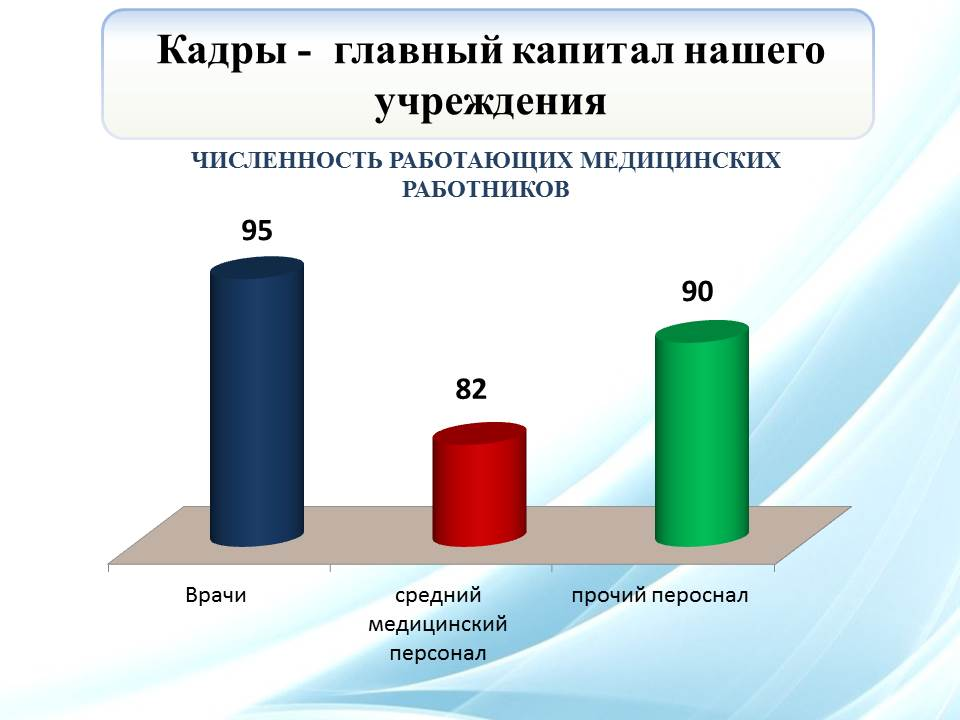 Кадры -  главный капитал нашего
учреждения
ЧИСЛЕННОСТЬ РАБОТАЮЩИХ МЕДИЦИНСКИХ
РАБОТНИКОВ
95
90
82
Врачи
средний
медицинский
персонал
прочий пероснал